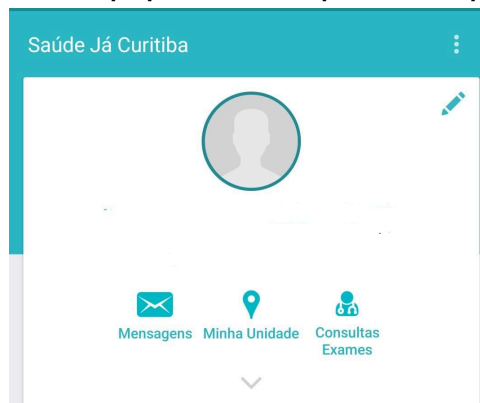 Saúde Já Curitiba
Mensagens
Minha Unidade
Consultas
Exames